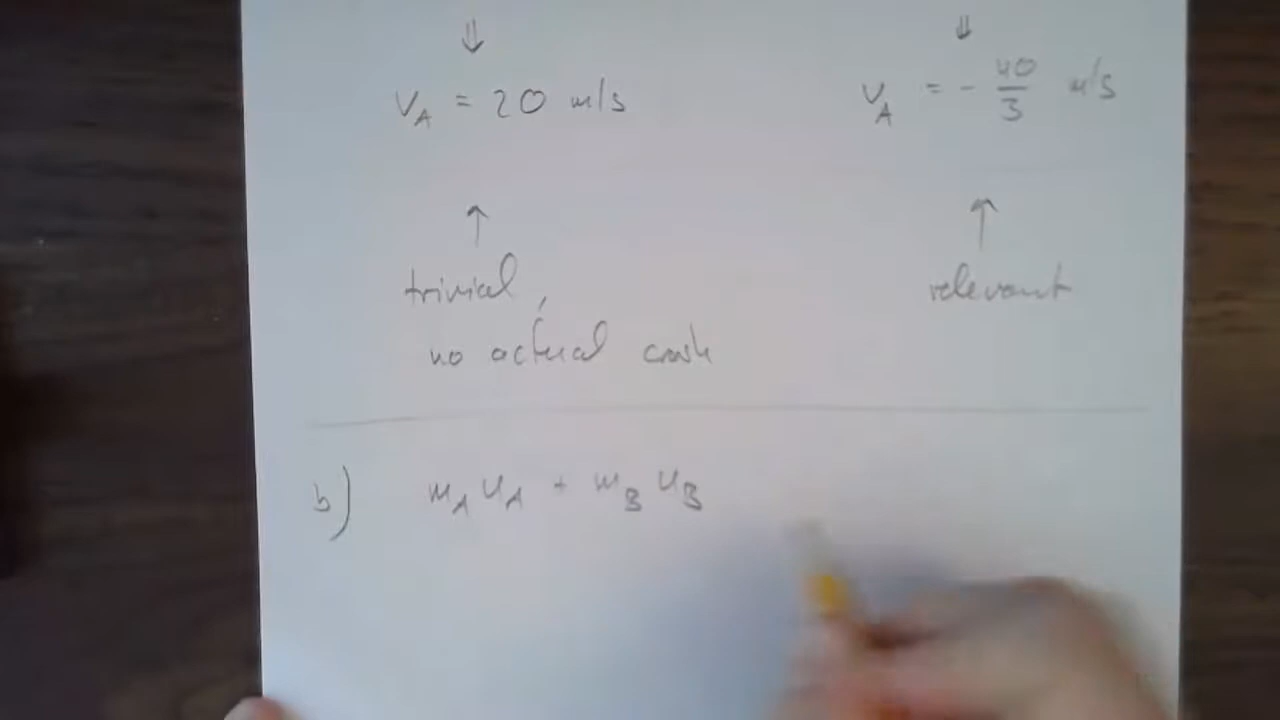 ⇓ ⇓
v_A = 20 m/s v_A = - 40/3 m/s
↑ ↑
trivial, relevant
no actual crash
b) m_A u_A + m_B u_B